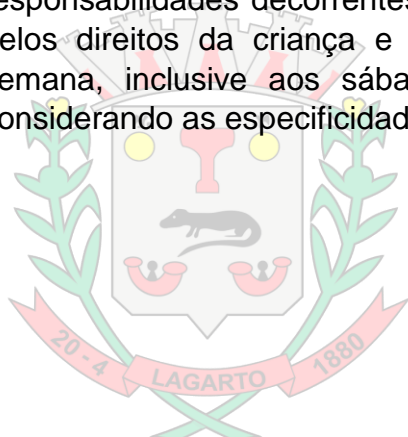 esponsabilidades decorrentes
elos direitos da criança e
emana, inclusive aos sába
onsiderando as especificidad
20 - 4 LAGARTO 1880